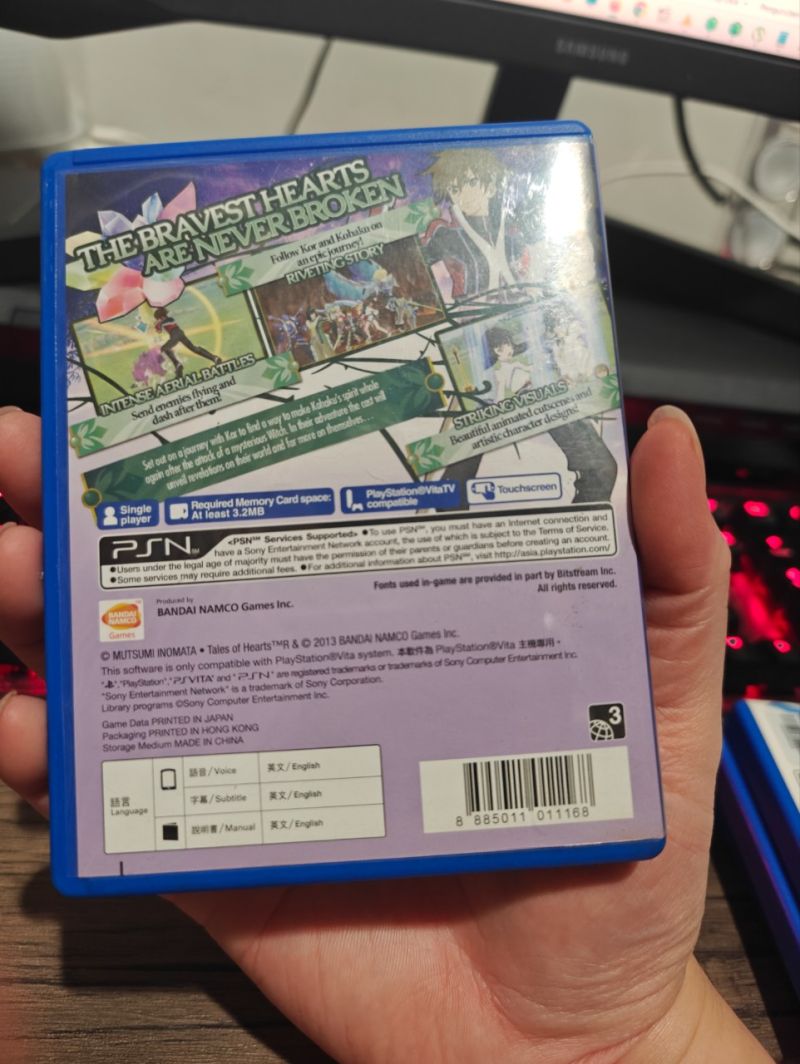 SAMSUNG
THE BRAVEST HEARTS
ARE NEVER BROKEN
Follow Kor and Kohaku on
an epic journey!
RIVETING STORY
INTENSE AERIAL BATTLES
Send enemies flying and
dash after them!
STRIKING VISUALS
Beautiful animated cutscenes and
artistic character designs!
Set out on a journey with Kor to find a way to make Kohaku's spirit whole
again after the attack of a mysterious Witch. In their adventure the cast will
unveil revelations on their world and far more on themselves...
Single
player
Required Memory Card space:
At least 3.2MB
PlayStation®VitaTV
compatible
Touchscreen
PSN℠
<PSN℠ Services Supported> ●To use PSN℠, you must have an Internet connection and
have a Sony Entertainment Network account, the use of which is subject to the Terms of Service.
●Users under the legal age of majority must have the permission of their parents or guardians before creating an account.
●Some services may require additional fees. ●For additional information about PSN℠, visit http://asia.playstation.com/
Fonts used in-game are provided in part by Bitstream Inc.
All rights reserved.
BANDAI
NAMCO
Games
Produced by
BANDAI NAMCO Games Inc.
© MUTSUMI INOMATA • Tales of Hearts™R & © 2013 BANDAI NAMCO Games Inc.
This software is only compatible with PlayStation®Vita system. 本軟件為 PlayStation®Vita 主機專用。
" ", "PlayStation", "PSVITA" and "PSN" are registered trademarks or trademarks of Sony Computer Entertainment Inc.
"Sony Entertainment Network" is a trademark of Sony Corporation.
Library programs ©Sony Computer Entertainment Inc.
Game Data PRINTED IN JAPAN
Packaging PRINTED IN HONG KONG
Storage Medium MADE IN CHINA
3
語言
Language
語音/Voice 英文/English
字幕/Subtitle 英文/English
說明書/Manual 英文/English
8 885011 011168